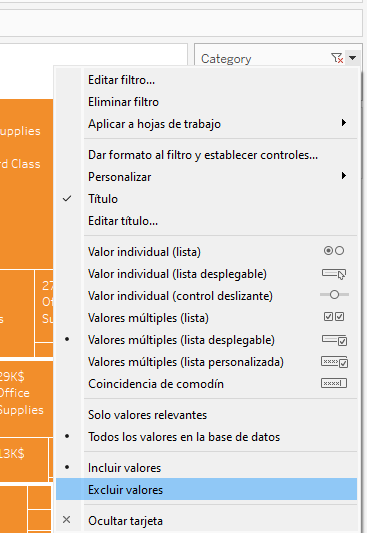 Category
Editar filtro...
Eliminar filtro
upplies
Aplicar a hojas de trabajo
rd Class
Dar formato al filtro y establecer controles...
Personalizar
Título
Editar título...
Valor individual (lista)
Valor individual (lista desplegable)
27
Valor individual (control deslizante)
Of
s
Su
Valores múltiples (lista)
Valores múltiples (lista desplegable)
Valores múltiples (lista personalizada)
29K$
Coincidencia de comodín
Office
Supplies
Solo valores relevantes
Todos los valores en la base de datos
13K$
Incluir valores
Excluir valores
Ocultar tarjeta